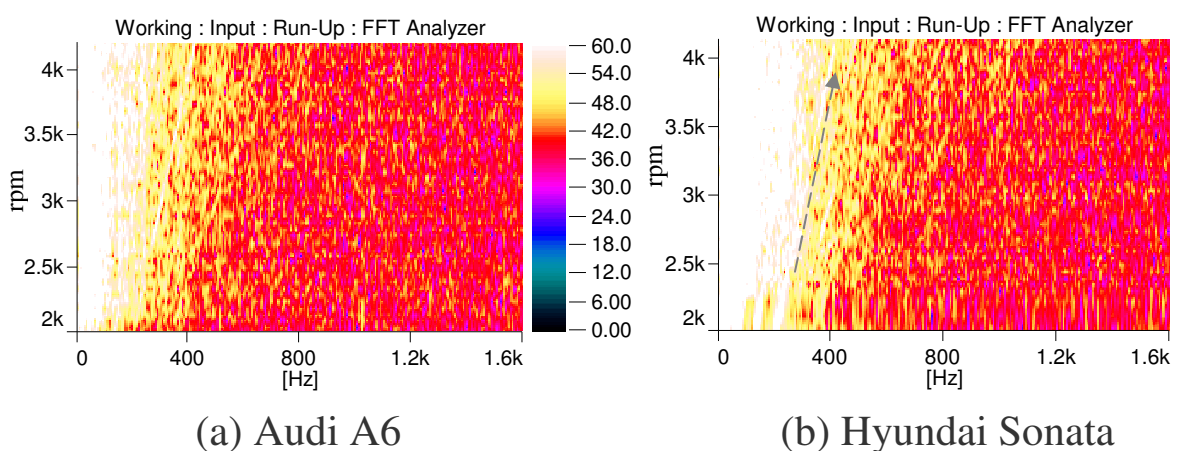 Working : Input : Run-Up : FFT Analyzer
4k
3.5k
3k
2.5k
2k
rpm
0 400 800 1.2k 1.6k
[Hz]
60.0
54.0
48.0
42.0
36.0
30.0
24.0
18.0
12.0
6.00
0.00
(a) Audi A6
Working : Input : Run-Up : FFT Analyzer
4k
3.5k
3k
2.5k
2k
rpm
0 400 800 1.2k 1.6k
[Hz]
(b) Hyundai Sonata